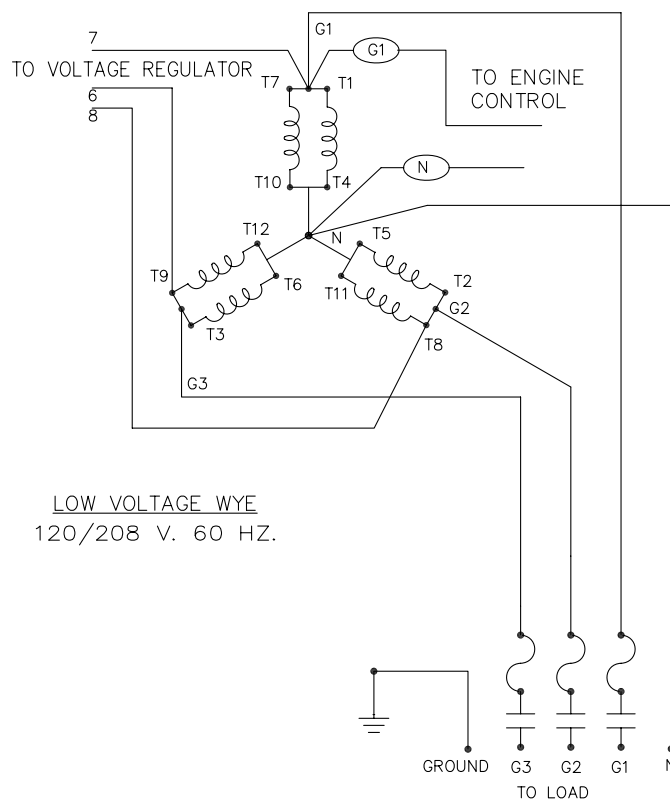 G1
7
G1
TO VOLTAGE REGULATOR
TO ENGINE
CONTROL
T7
T1
6
8
T10
T4
N
T12
N
T5
T9
T6
T11
T2
G2
T3
T8
G3
LOW VOLTAGE WYE
120/208 V. 60 HZ.
GROUND
G3
G2
G1
TO LOAD